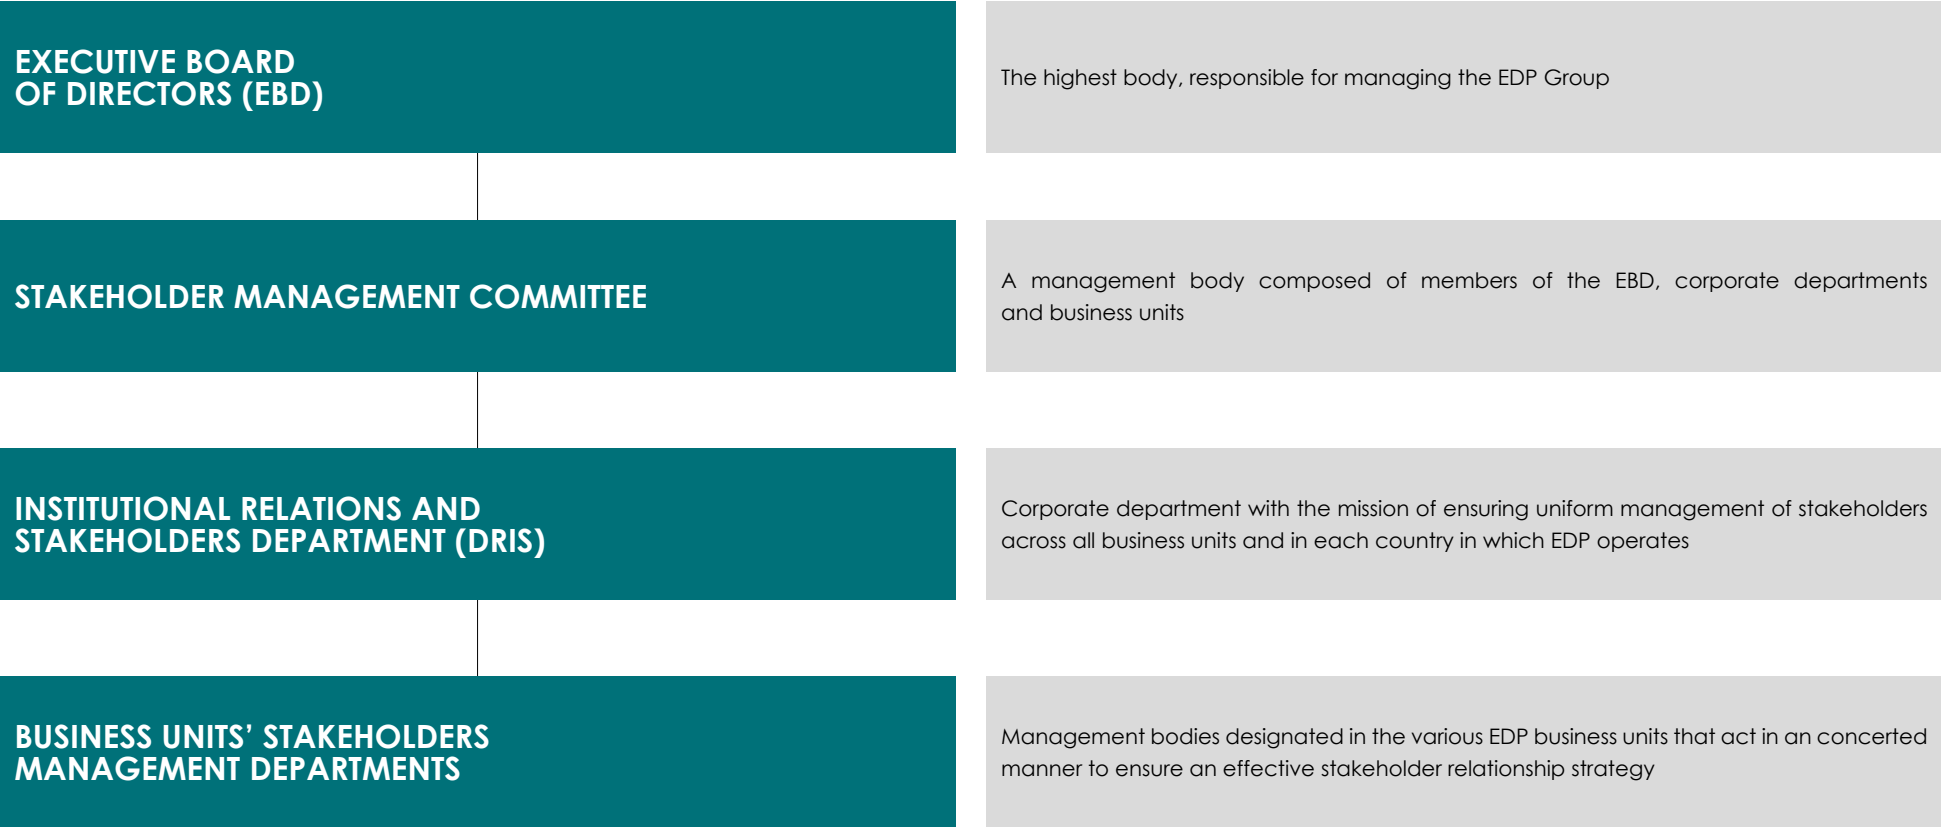 EXECUTIVE BOARD
OF DIRECTORS (EBD)
The highest body, responsible for managing the EDP Group
STAKEHOLDER MANAGEMENT COMMITTEE
A management body composed of members of the EBD, corporate departments
and business units
INSTITUTIONAL RELATIONS AND
STAKEHOLDERS DEPARTMENT (DRIS)
Corporate department with the mission of ensuring uniform management of stakeholders
across all business units and in each country in which EDP operates
BUSINESS UNITS’ STAKEHOLDERS
MANAGEMENT DEPARTMENTS
Management bodies designated in the various EDP business units that act in an concerted
manner to ensure an effective stakeholder relationship strategy